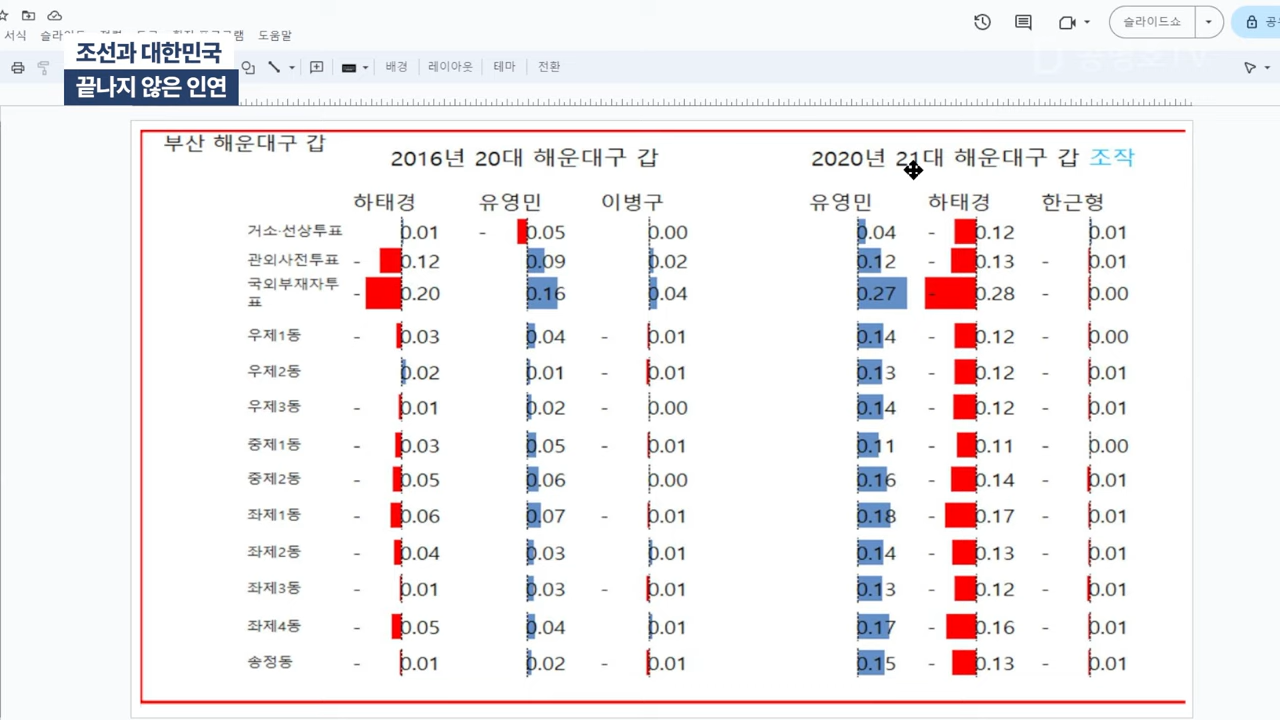 서식 슬라이
도움말
슬라이드쇼
공유
조선과 대한민국
끝나지 않은 인연
배경 레이아웃 테마 전환
부산 해운대구 갑
2016년 20대 해운대구 갑 2020년 21대 해운대구 갑 조작
하태경 유영민 이병구 유영민 하태경 한근형
거소·선상투표 0.01 - 0.05 0.00 0.04 - 0.12 0.01
관외사전투표 - 0.12 0.09 0.02 0.12 - 0.13 - 0.01
국외부재자투
표 - 0.20 0.16 0.04 0.27 - 0.28 - 0.00
우제1동 - 0.03 0.04 - 0.01 0.14 - 0.12 - 0.00
우제2동 0.02 0.01 - 0.01 0.13 - 0.12 - 0.01
우제3동 - 0.01 0.02 - 0.00 0.14 - 0.12 - 0.01
중제1동 - 0.03 0.05 - 0.01 0.11 - 0.11 - 0.00
중제2동 - 0.05 0.06 0.00 0.16 - 0.14 - 0.01
좌제1동 - 0.06 0.07 - 0.01 0.18 - 0.17 - 0.01
좌제2동 - 0.04 0.03 0.01 0.14 - 0.13 - 0.01
좌제3동 - 0.01 0.03 - 0.01 0.13 - 0.12 - 0.01
좌제4동 - 0.05 0.04 0.01 0.17 - 0.16 - 0.01
송정동 - 0.01 0.02 - 0.01 0.15 - 0.13 - 0.01